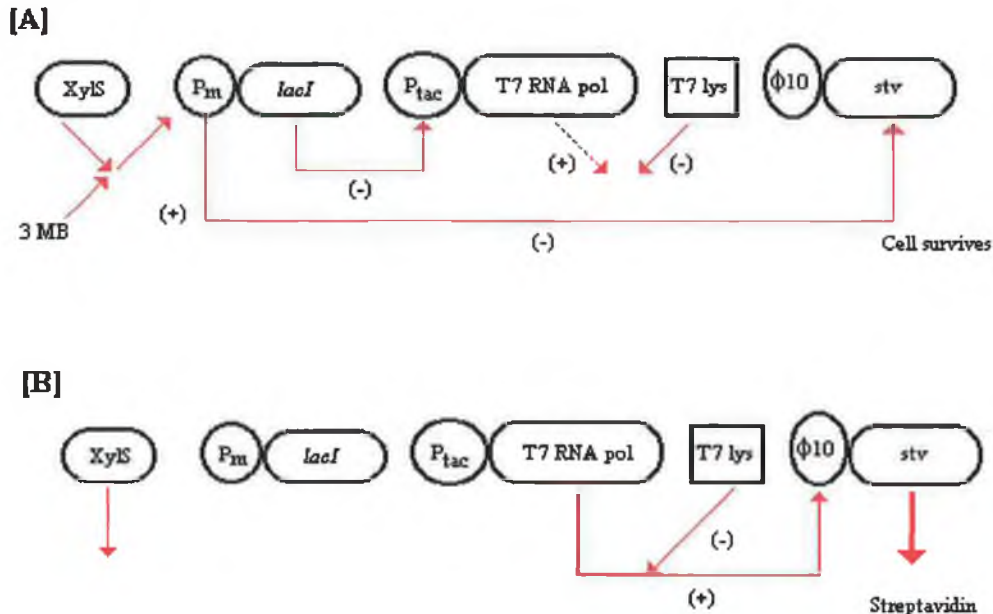 [A]
XylS Pm lacI Ptac T7 RNA pol T7 lys ϕ10 stv
(+) (-)
(-)
3 MB (+) (-) Cell survives
[B]
XylS Pm lacI Ptac T7 RNA pol T7 lys ϕ10 stv
(-)
(+) Streptavidin